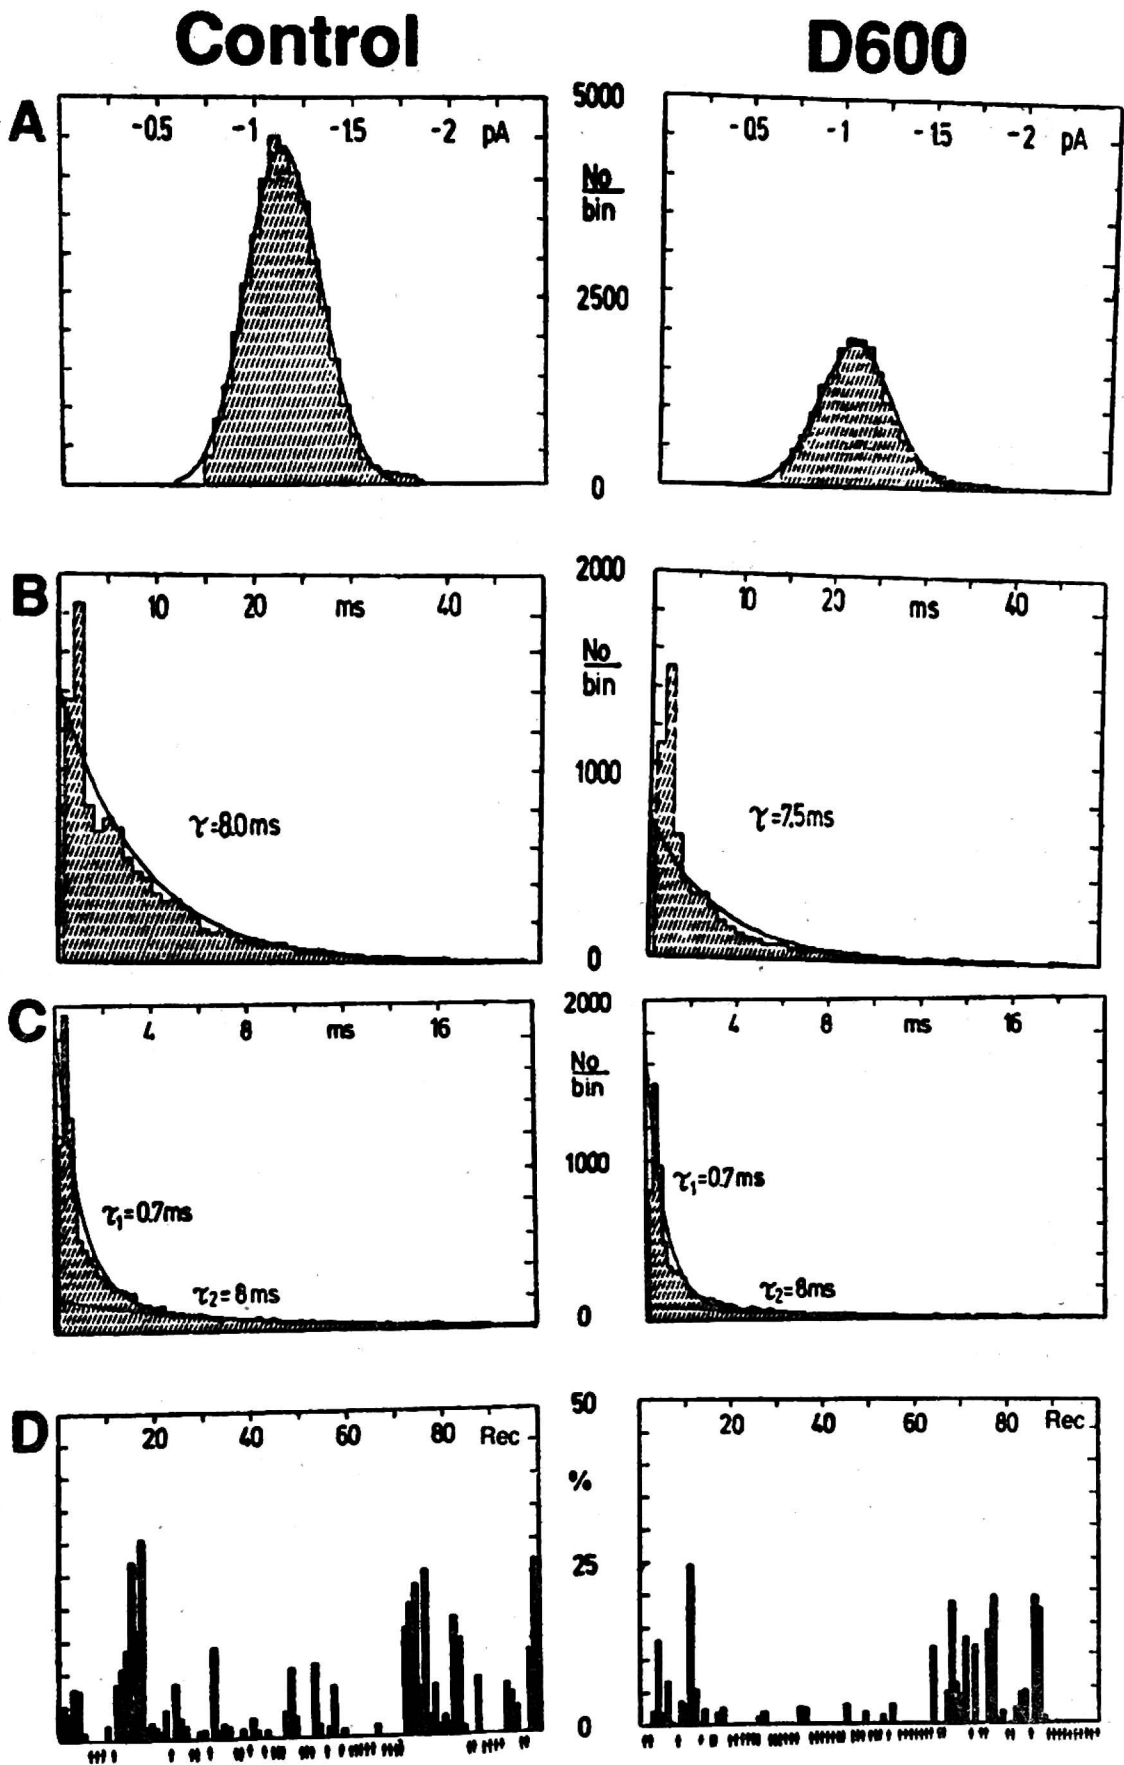 Control D600
A
-0.5 -1 -1.5 -2 pA
5000
No
bin
2500
0
-0.5 -1 -1.5 -2 pA
B
10 20 ms 40
τ=8.0ms
2000
No
bin
1000
0
10 20 ms 40
τ=7.5ms
C
4 8 ms 16
τ1=0.7ms
τ2=8ms
2000
No
bin
1000
0
4 8 ms 16
τ1=0.7ms
τ2=8ms
D
20 40 60 80 Rec
50
%
25
0
20 40 60 80 Rec